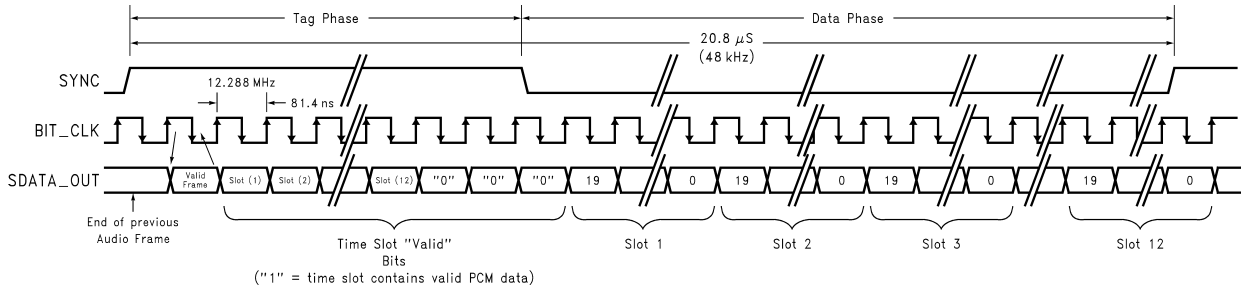 Tag Phase
Data Phase
20.8 μS
(48 kHz)
SYNC
12.288 MHz
81.4 ns
BIT_CLK
SDATA_OUT
Valid
Frame
Slot (1)
Slot (2)
Slot (12)
"0"
"0"
"0"
19
0
19
0
19
0
19
0
End of previous
Audio Frame
Time Slot "Valid"
Bits
("1" = time slot contains valid PCM data)
Slot 1
Slot 2
Slot 3
Slot 12